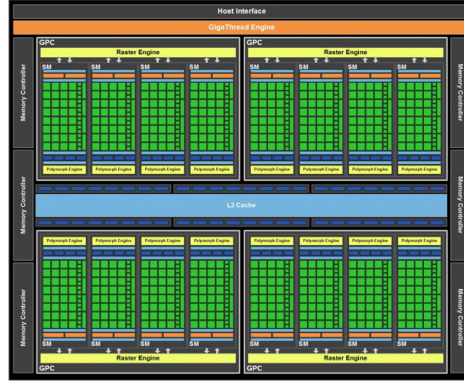 Host Interface
GigaThread Engine
GPC
GPC
Raster Engine
Raster Engine
SM
SM
SM
SM
SM
SM
SM
SM
Memory Controller
Memory Controller
Polymorph Engine
Polymorph Engine
Polymorph Engine
Polymorph Engine
Polymorph Engine
Polymorph Engine
Polymorph Engine
Polymorph Engine
Memory Controller
L2 Cache
Memory Controller
Polymorph Engine
Polymorph Engine
Polymorph Engine
Polymorph Engine
Polymorph Engine
Polymorph Engine
Polymorph Engine
Polymorph Engine
Memory Controller
Memory Controller
SM
SM
SM
SM
SM
SM
SM
SM
Raster Engine
Raster Engine
GPC
GPC